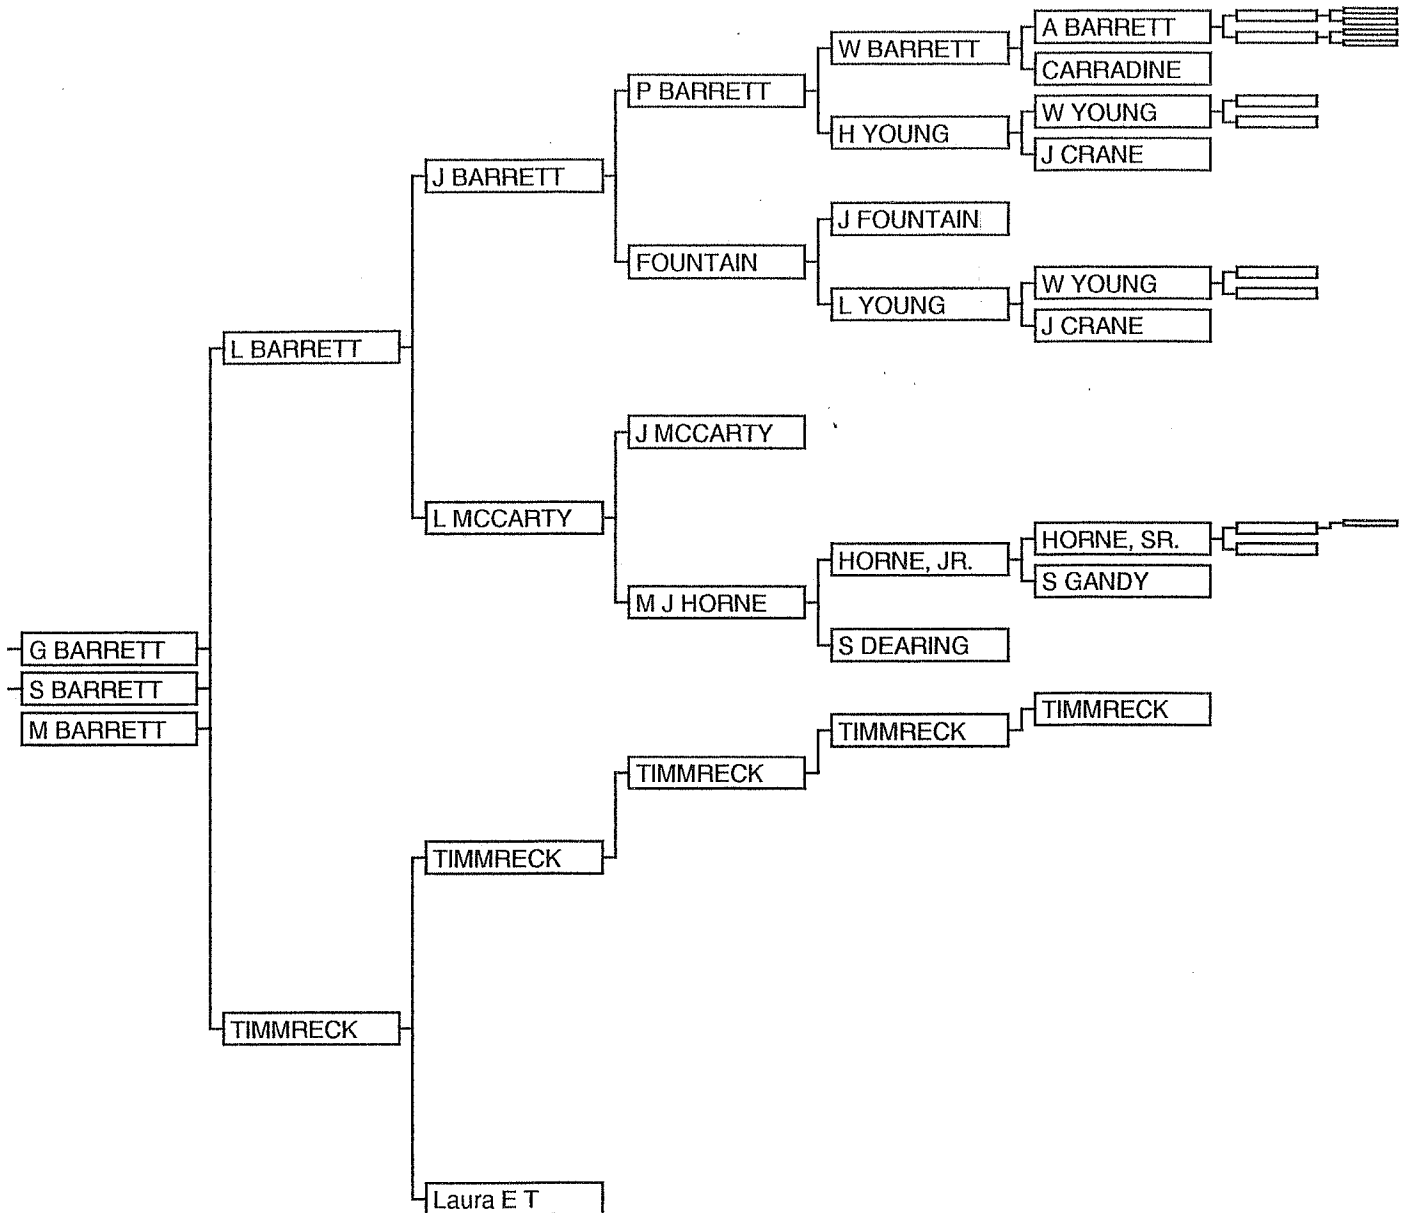 A BARRETT
W BARRETT
CARRADINE
P BARRETT
W YOUNG
H YOUNG
J CRANE
J BARRETT
J FOUNTAIN
FOUNTAIN
W YOUNG
L YOUNG
J CRANE
L BARRETT
J MCCARTY
L MCCARTY
HORNE, SR.
HORNE, JR.
S GANDY
M J HORNE
S DEARING
G BARRETT
S BARRETT
M BARRETT
TIMMRECK
TIMMRECK
TIMMRECK
TIMMRECK
TIMMRECK
Laura E T